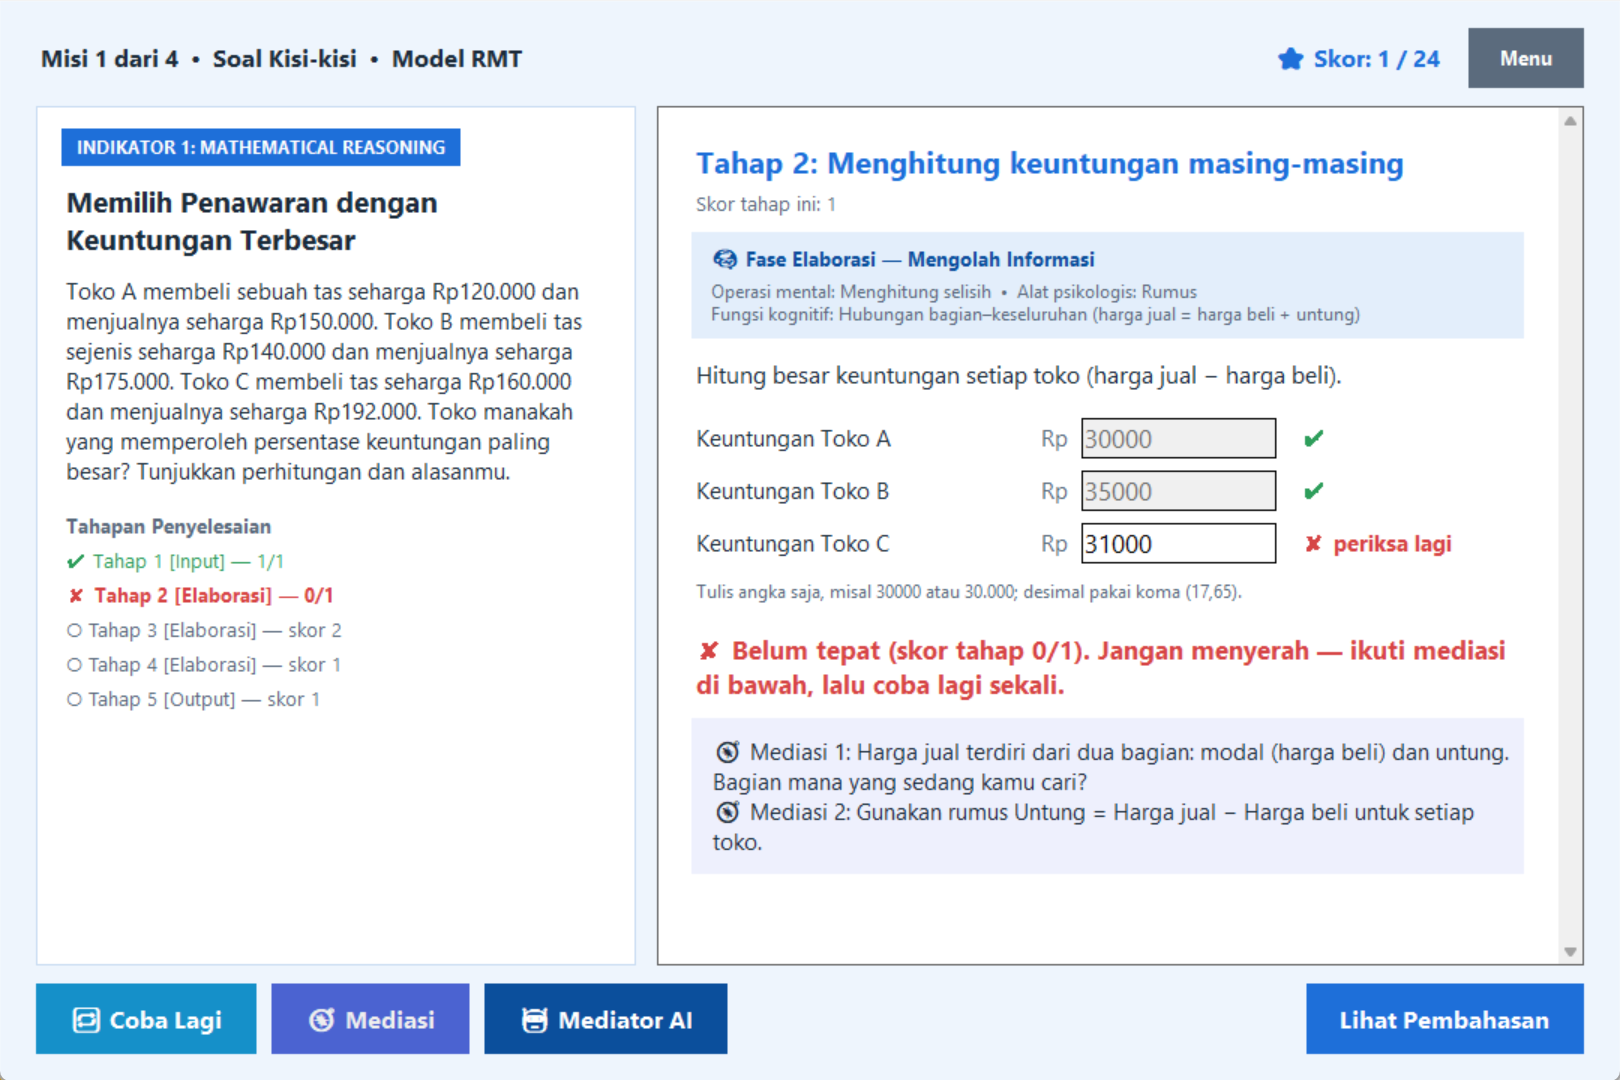 Misi 1 dari 4 • Soal Kisi-kisi • Model RMT
Skor: 1 / 24
Menu
INDIKATOR 1: MATHEMATICAL REASONING
Memilih Penawaran dengan
Keuntungan Terbesar
Toko A membeli sebuah tas seharga Rp120.000 dan
menjualnya seharga Rp150.000. Toko B membeli tas
sejenis seharga Rp140.000 dan menjualnya seharga
Rp175.000. Toko C membeli tas seharga Rp160.000
dan menjualnya seharga Rp192.000. Toko manakah
yang memperoleh persentase keuntungan paling
besar? Tunjukkan perhitungan dan alasanmu.
Tahapan Penyelesaian
✔ Tahap 1 [Input] — 1/1
✘ Tahap 2 [Elaborasi] — 0/1
○ Tahap 3 [Elaborasi] — skor 2
○ Tahap 4 [Elaborasi] — skor 1
○ Tahap 5 [Output] — skor 1
Tahap 2: Menghitung keuntungan masing-masing
Skor tahap ini: 1
Fase Elaborasi — Mengolah Informasi
Operasi mental: Menghitung selisih • Alat psikologis: Rumus
Fungsi kognitif: Hubungan bagian–keseluruhan (harga jual = harga beli + untung)
Hitung besar keuntungan setiap toko (harga jual − harga beli).
Keuntungan Toko A Rp 30000 ✔
Keuntungan Toko B Rp 35000 ✔
Keuntungan Toko C Rp 31000 ✘ periksa lagi
Tulis angka saja, misal 30000 atau 30.000; desimal pakai koma (17,65).
✘ Belum tepat (skor tahap 0/1). Jangan menyerah — ikuti mediasi
di bawah, lalu coba lagi sekali.
Mediasi 1: Harga jual terdiri dari dua bagian: modal (harga beli) dan untung.
Bagian mana yang sedang kamu cari?
Mediasi 2: Gunakan rumus Untung = Harga jual − Harga beli untuk setiap
toko.
Coba Lagi
Mediasi
Mediator AI
Lihat Pembahasan